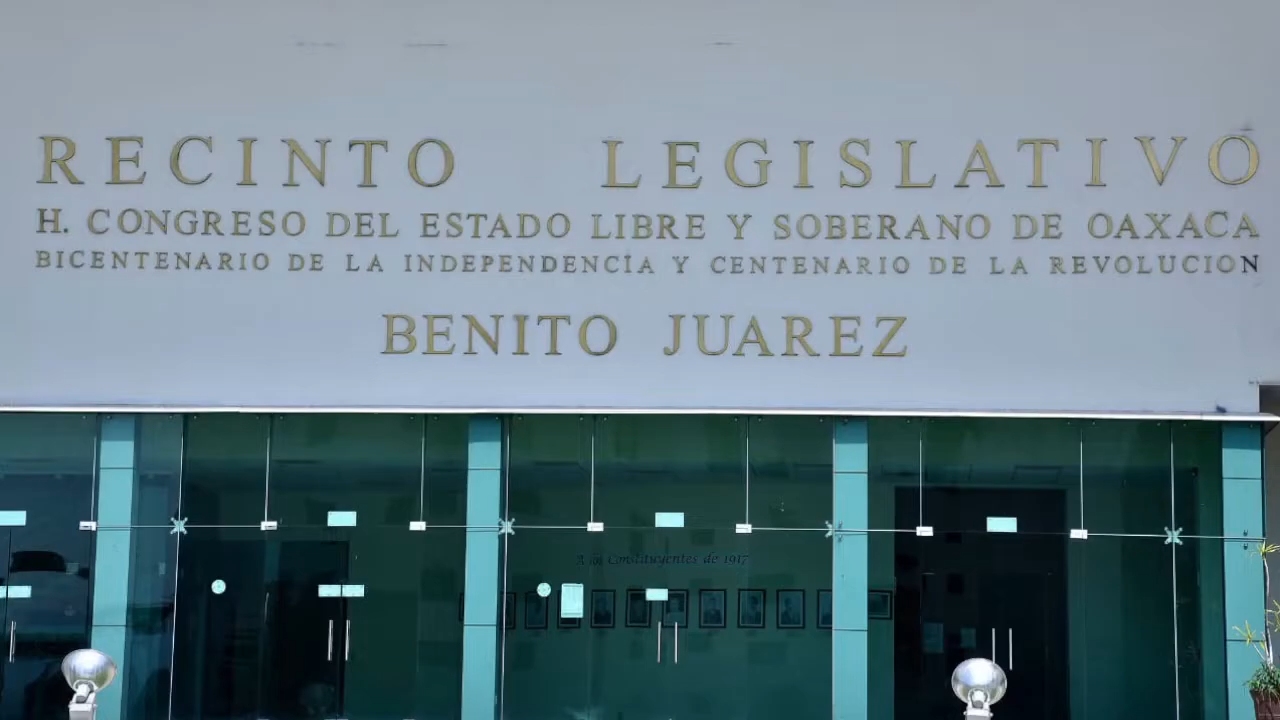 RECINTO LEGISLATIVO
H. CONGRESO DEL ESTADO LIBRE Y SOBERANO DE OAXACA
BICENTENARIO DE LA INDEPENDENCIA Y CENTENARIO DE LA REVOLUCION
BENITO JUAREZ
A los Constituyentes de 1917